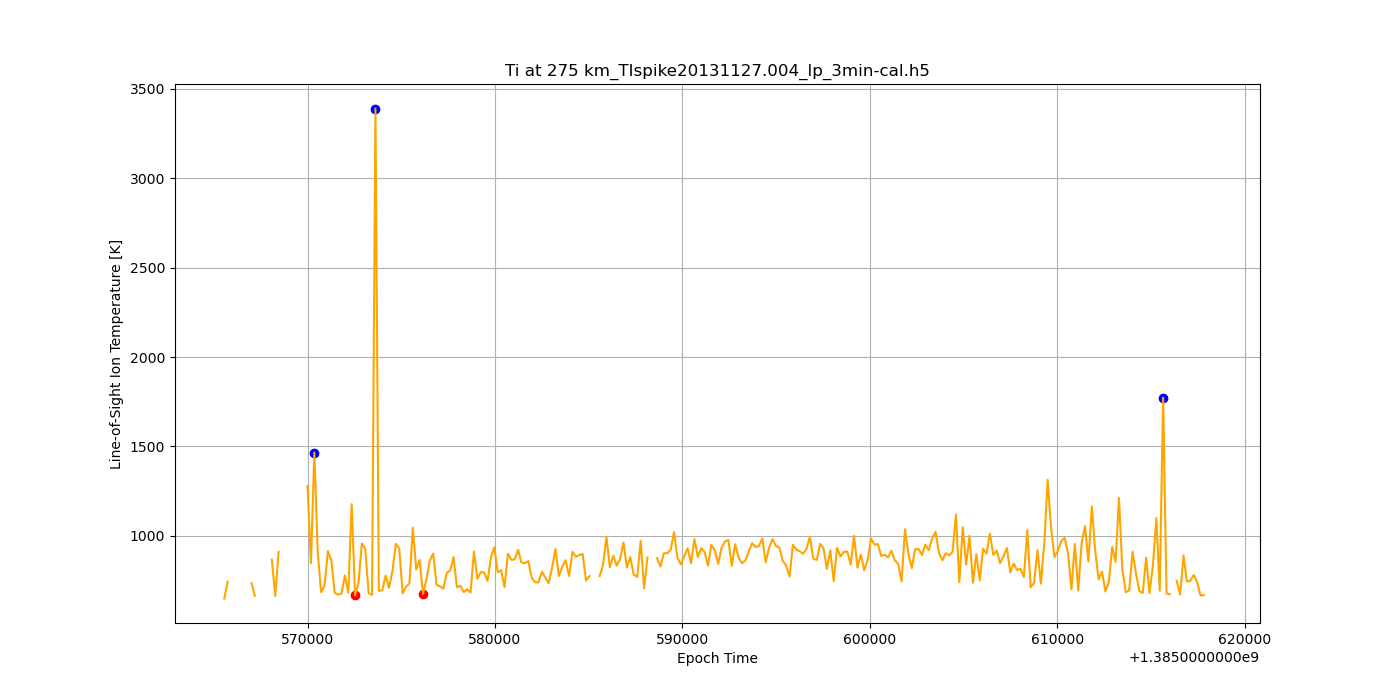 Ti at 275 km_TIspike20131127.004_lp_3min-cal.h5
3500
3000
2500
2000
1500
1000
Line-of-Sight Ion Temperature [K]
570000 580000 590000 600000 610000 620000
Epoch Time
+1.3850000000e9